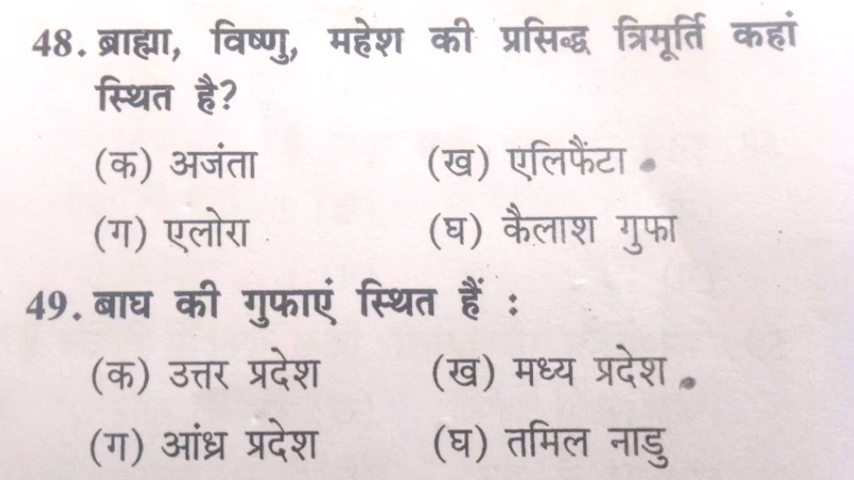 48. ब्राह्मा, विष्णु, महेश की प्रसिद्ध त्रिमूर्ति कहां
स्थित है?
(क) अजंता (ख) एलिफैंटा
(ग) एलोरा (घ) कैलाश गुफा
49. बाघ की गुफाएं स्थित हैं :
(क) उत्तर प्रदेश (ख) मध्य प्रदेश
(ग) आंध्र प्रदेश (घ) तमिल नाडु